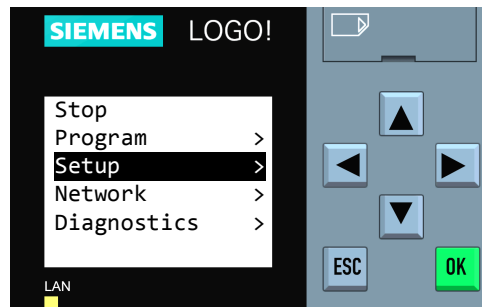 SIEMENS LOGO!
Stop
Program >
Setup >
Network >
Diagnostics >
ESC OK
LAN